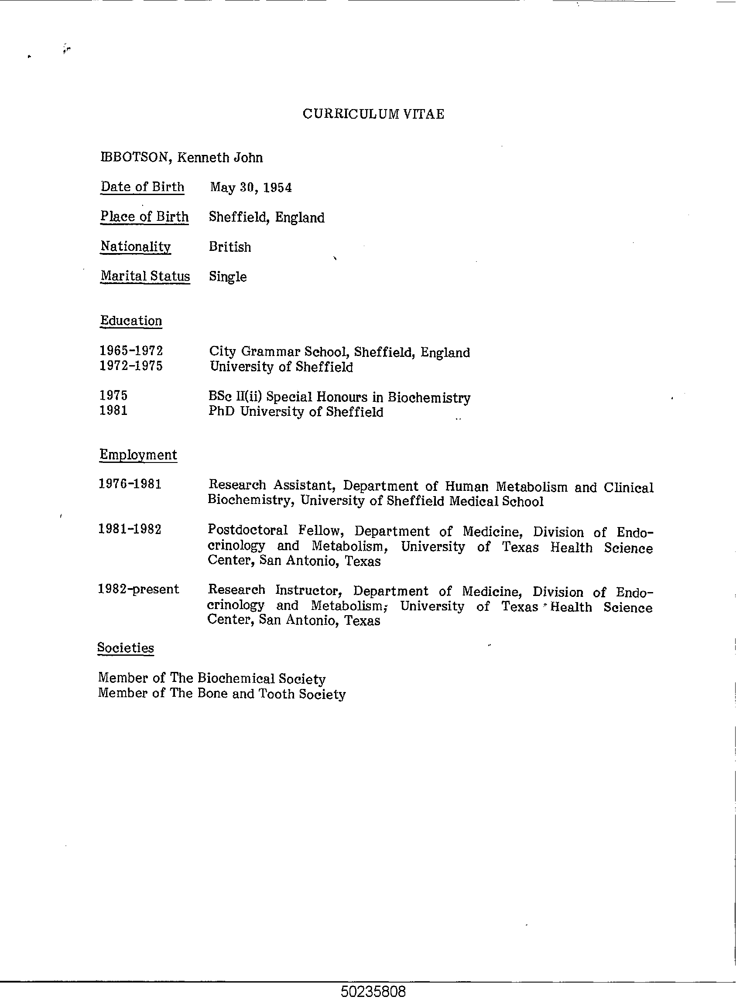 CURRICULUM VITAE
IBBOTSON, Kenneth John
Date of Birth May 30, 1954
Place of Birth Sheffield, England
Nationality British
Marital Status Single
Education
1965-1972 City Grammar School, Sheffield, England
1972-1975 University of Sheffield
1975 BSc II(ii) Special Honours in Biochemistry
1981 PhD University of Sheffield
Employment
1976-1981 Research Assistant, Department of Human Metabolism and Clinical
Biochemistry, University of Sheffield Medical School
1981-1982 Postdoctoral Fellow, Department of Medicine, Division of Endo-
crinology and Metabolism, University of Texas Health Science
Center, San Antonio, Texas
1982-present Research Instructor, Department of Medicine, Division of Endo-
crinology and Metabolism; University of Texas Health Science
Center, San Antonio, Texas
Societies
Member of The Biochemical Society
Member of The Bone and Tooth Society
50235808